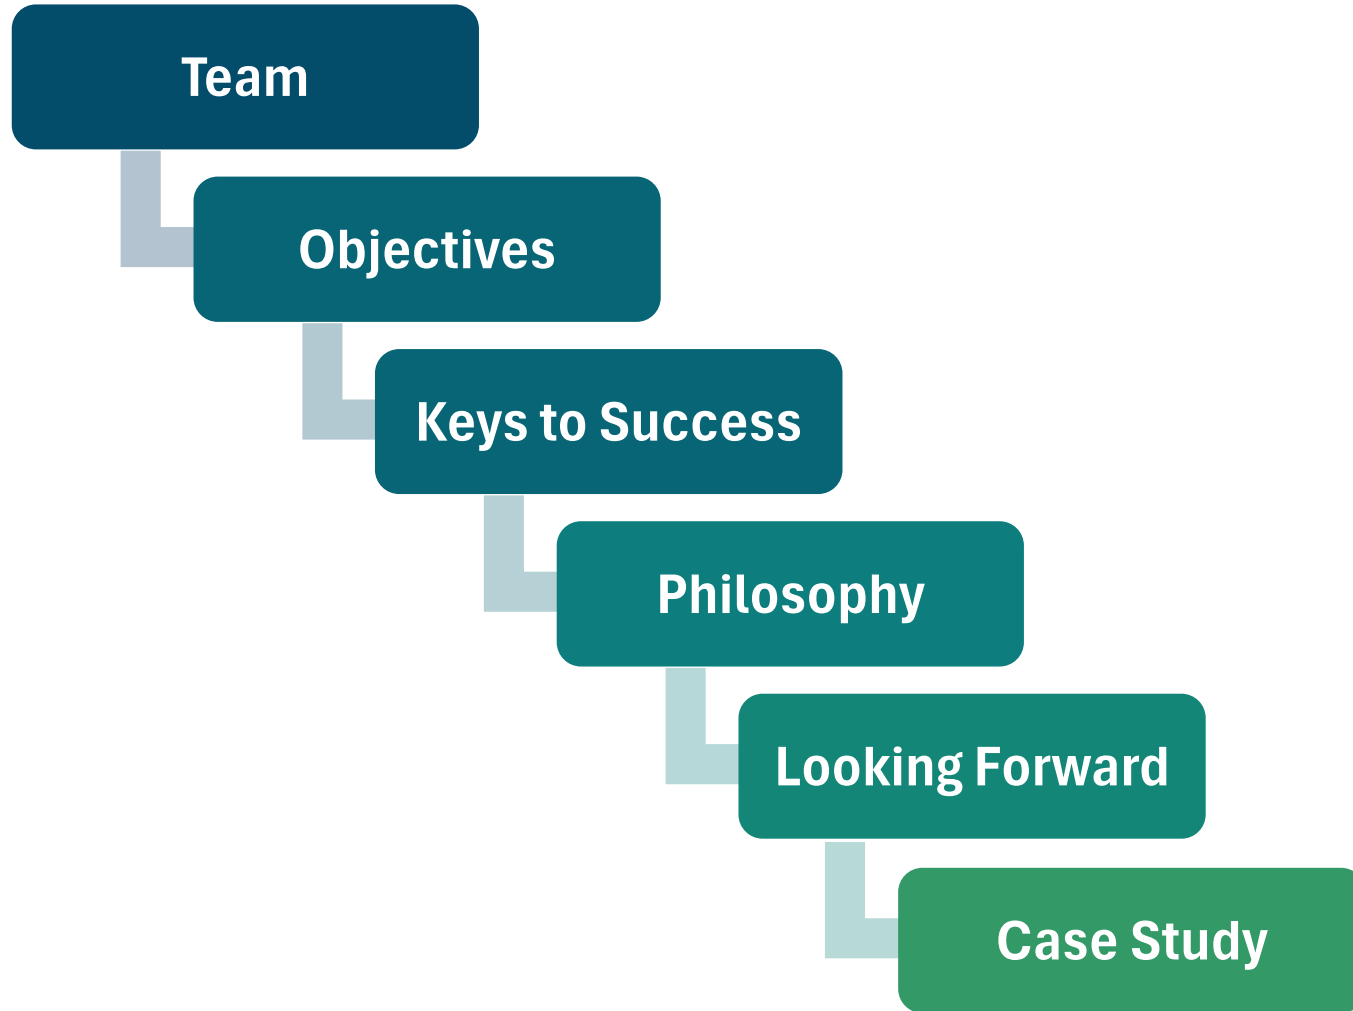 Team
Objectives
Keys to Success
Philosophy
Looking Forward
Case Study